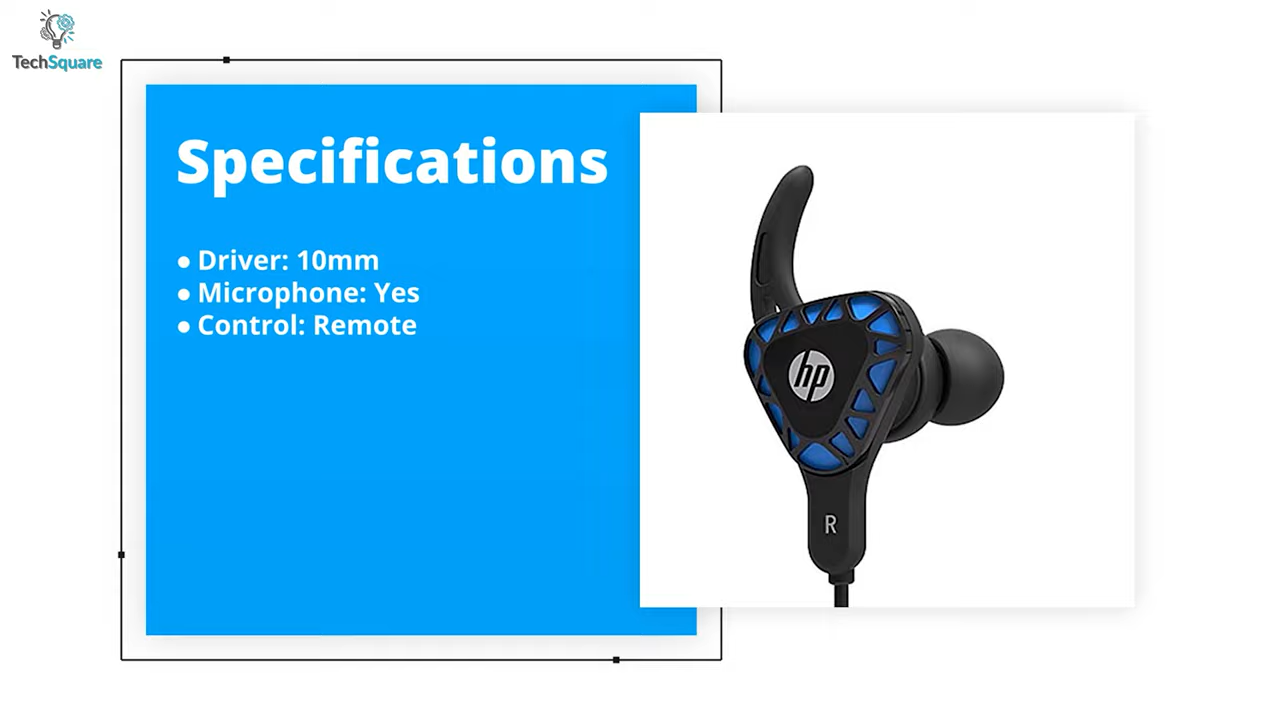 TechSquare
Specifications
● Driver: 10mm
● Microphone: Yes
● Control: Remote
hp
R